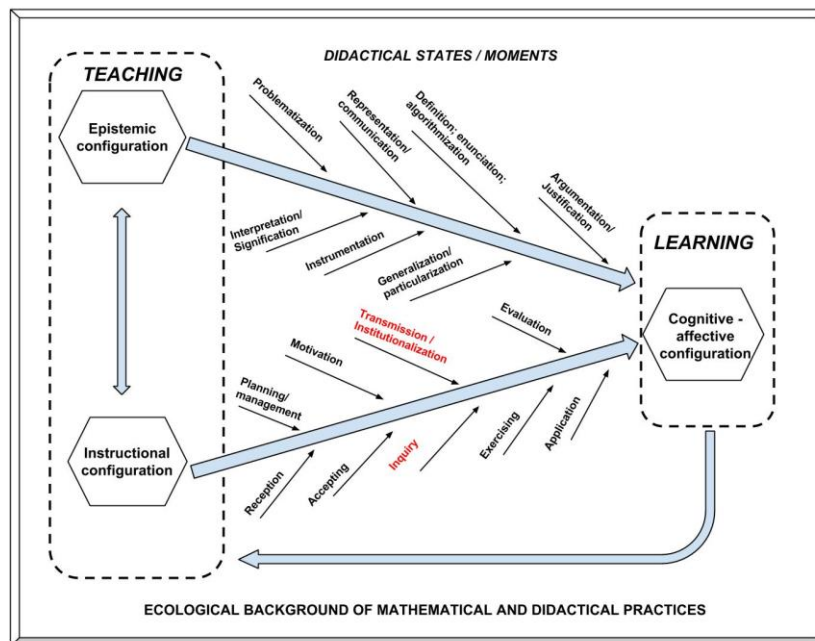 DIDACTICAL STATES / MOMENTS
TEACHING
Epistemic
configuration
Problematization
Representation/
communication
Definition; enunciation;
algorithmization
Argumentation/
Justification
Interpretation/
Signification
Instrumentation
Generalization/
particularization
LEARNING
Cognitive -
affective
configuration
Transmission /
Institutionalization
Evaluation
Motivation
Planning/
management
Instructional
configuration
Reception
Accepting
Inquiry
Exercising
Application
ECOLOGICAL BACKGROUND OF MATHEMATICAL AND DIDACTICAL PRACTICES